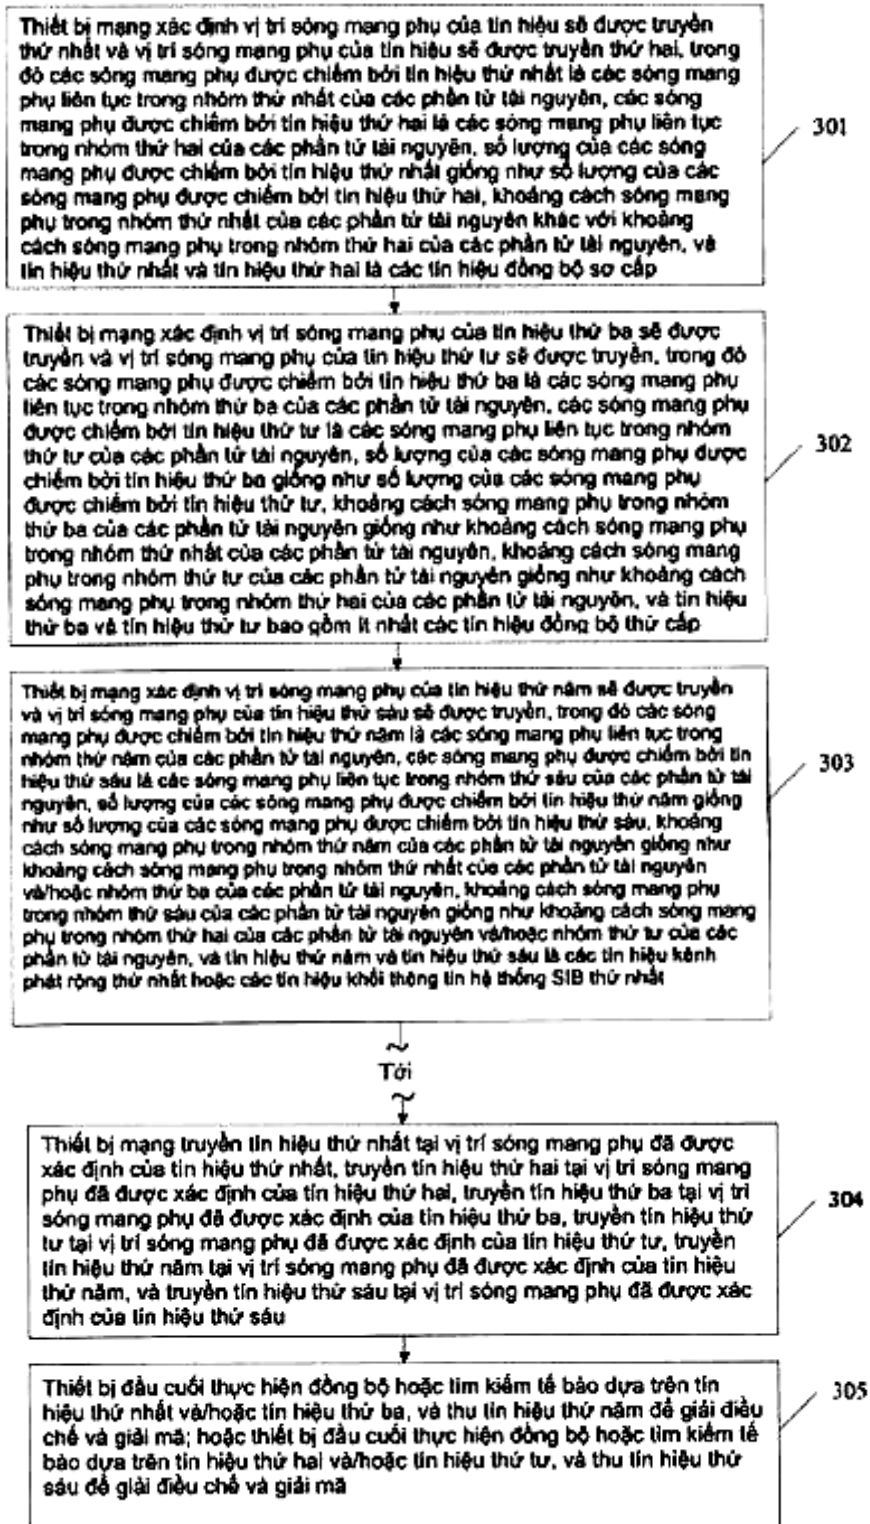 Thiết bị mạng xác định vị trí sóng mang phụ của tín hiệu sẽ được truyền
thứ nhất và vị trí sóng mang phụ của tín hiệu sẽ được truyền thứ hai, trong
đó các sóng mang phụ được chiếm bởi tín hiệu thứ nhất là các sóng mang
phụ liên tục trong nhóm thứ nhất của các phần tử tài nguyên, các sóng
mang phụ được chiếm bởi tín hiệu thứ hai là các sóng mang phụ liên tục
trong nhóm thứ hai của các phần tử tài nguyên, số lượng của các sóng
mang phụ được chiếm bởi tín hiệu thứ nhất giống như số lượng của các
sóng mang phụ được chiếm bởi tín hiệu thứ hai, khoảng cách sóng mang
phụ trong nhóm thứ nhất của các phần tử tài nguyên khác với khoảng
cách sóng mang phụ trong nhóm thứ hai của các phần tử tài nguyên, và
tín hiệu thứ nhất và tín hiệu thứ hai là các tín hiệu đồng bộ sơ cấp
301
Thiết bị mạng xác định vị trí sóng mang phụ của tín hiệu thứ ba sẽ được
truyền và vị trí sóng mang phụ của tín hiệu thứ tư sẽ được truyền, trong đó
các sóng mang phụ được chiếm bởi tín hiệu thứ ba là các sóng mang phụ
liên tục trong nhóm thứ ba của các phần tử tài nguyên, các sóng mang phụ
được chiếm bởi tín hiệu thứ tư là các sóng mang phụ liên tục trong nhóm
thứ tư của các phần tử tài nguyên, số lượng của các sóng mang phụ được
chiếm bởi tín hiệu thứ ba giống như số lượng của các sóng mang phụ
được chiếm bởi tín hiệu thứ tư, khoảng cách sóng mang phụ trong nhóm
thứ ba của các phần tử tài nguyên giống như khoảng cách sóng mang phụ
trong nhóm thứ nhất của các phần tử tài nguyên, khoảng cách sóng mang
phụ trong nhóm thứ tư của các phần tử tài nguyên giống như khoảng cách
sóng mang phụ trong nhóm thứ hai của các phần tử tài nguyên, và tín hiệu
thứ ba và tín hiệu thứ tư bao gồm ít nhất các tín hiệu đồng bộ thứ cấp
302
Thiết bị mạng xác định vị trí sóng mang phụ của tín hiệu thứ năm sẽ được truyền
và vị trí sóng mang phụ của tín hiệu thứ sáu sẽ được truyền, trong đó các sóng
mang phụ được chiếm bởi tín hiệu thứ năm là các sóng mang phụ liên tục trong
nhóm thứ năm của các phần tử tài nguyên, các sóng mang phụ được chiếm bởi tín
hiệu thứ sáu là các sóng mang phụ liên tục trong nhóm thứ sáu của các phần tử tài
nguyên, số lượng của các sóng mang phụ được chiếm bởi tín hiệu thứ năm giống
như số lượng của các sóng mang phụ được chiếm bởi tín hiệu thứ sáu, khoảng
cách sóng mang phụ trong nhóm thứ năm của các phần tử tài nguyên giống như
khoảng cách sóng mang phụ trong nhóm thứ nhất của các phần tử tài nguyên
và/hoặc nhóm thứ ba của các phần tử tài nguyên, khoảng cách sóng mang phụ
trong nhóm thứ sáu của các phần tử tài nguyên giống như khoảng cách sóng mang
phụ trong nhóm thứ hai của các phần tử tài nguyên và/hoặc nhóm thứ tư của các
phần tử tài nguyên, và tín hiệu thứ năm và tín hiệu thứ sáu là các tín hiệu kênh
phát rộng thứ nhất hoặc các tín hiệu khối thông tin hệ thống SIB thứ nhất
303
Tới
Thiết bị mạng truyền tín hiệu thứ nhất tại vị trí sóng mang phụ đã được
xác định của tín hiệu thứ nhất, truyền tín hiệu thứ hai tại vị trí sóng mang
phụ đã được xác định của tín hiệu thứ hai, truyền tín hiệu thứ ba tại vị trí
sóng mang phụ đã được xác định của tín hiệu thứ ba, truyền tín hiệu thứ
tư tại vị trí sóng mang phụ đã được xác định của tín hiệu thứ tư, truyền
tín hiệu thứ năm tại vị trí sóng mang phụ đã được xác định của tín hiệu
thứ năm, và truyền tín hiệu thứ sáu tại vị trí sóng mang phụ đã được xác
định của tín hiệu thứ sáu
304
Thiết bị đầu cuối thực hiện đồng bộ hoặc tìm kiếm tế bào dựa trên tín
hiệu thứ nhất và/hoặc tín hiệu thứ ba, và thu tín hiệu thứ năm để giải điều
chế và giải mã; hoặc thiết bị đầu cuối thực hiện đồng bộ hoặc tìm kiếm tế
bào dựa trên tín hiệu thứ hai và/hoặc tín hiệu thứ tư, và thu tín hiệu thứ
sáu để giải điều chế và giải mã
305